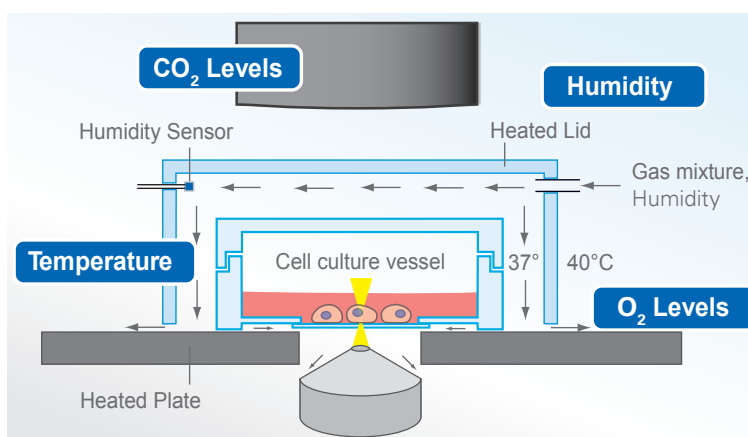 CO₂ Levels
Humidity
Humidity Sensor
Heated Lid
Gas mixture,
Humidity
Temperature
Cell culture vessel
37°
40°C
O₂ Levels
Heated Plate